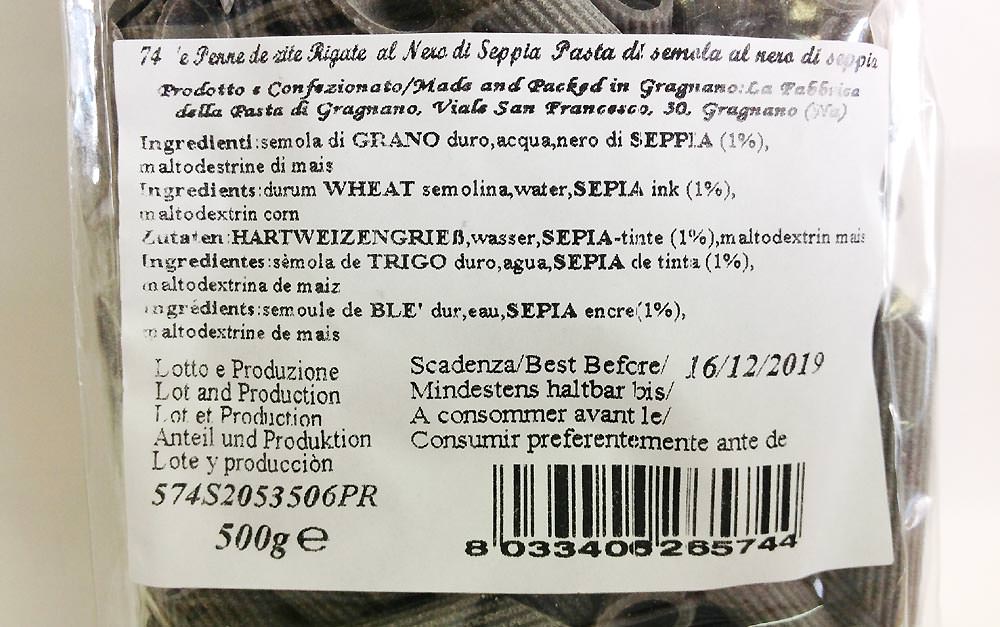 74 'e Penne de zite Rigate al Nero di Seppia Pasta di semola al nero di seppia
Prodotto e Confezionato/Made and Packed in Gragnano:La Fabbrica
della Pasta di Gragnano, Viale San Francesco, 30, Gragnano (Na)
Ingredienti:semola di GRANO duro,acqua,nero di SEPPIA (1%),
maltodestrine di mais
Ingredients:durum WHEAT semolina,water,SEPIA ink (1%),
maltodextrin corn
Zutaten:HARTWEIZENGRIEß,wasser,SEPIA-tinte (1%),maltodextrin mais
Ingredientes:sèmola de TRIGO duro,agua,SEPIA de tinta (1%),
maltodextrina de maiz
ingrédients:semoule de BLE' dur,eau,SEPIA encre(1%),
maltodextrine de mais
Lotto e Produzione
Lot and Production
Lot et Production
Anteil und Produktion
Lote y producciòn
574S2053506PR
500g e
Scadenza/Best Before/ 16/12/2019
Mindestens haltbar bis/
A consommer avant le/
Consumir preferentemente ante de
8 033406 265744